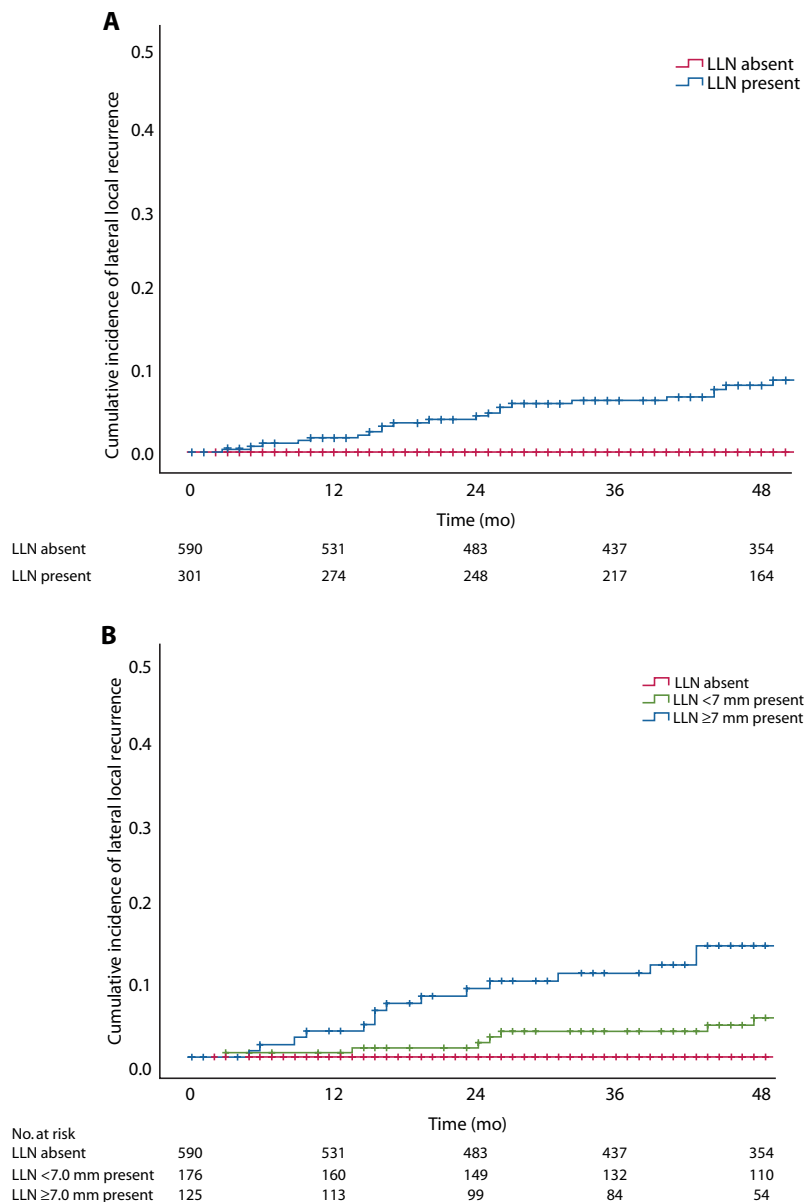 A
Cumulative incidence of lateral local recurrence
0.5
0.4
0.3
0.2
0.1
0.0
LLN absent
LLN present
0 12 24 36 48
Time (mo)
LLN absent 590 531 483 437 354
LLN present 301 274 248 217 164
B
Cumulative incidence of lateral local recurrence
0.5
0.4
0.3
0.2
0.1
0.0
LLN absent
LLN <7 mm present
LLN ≥7 mm present
0 12 24 36 48
Time (mo)
No. at risk
LLN absent 590 531 483 437 354
LLN <7.0 mm present 176 160 149 132 110
LLN ≥7.0 mm present 125 113 99 84 54